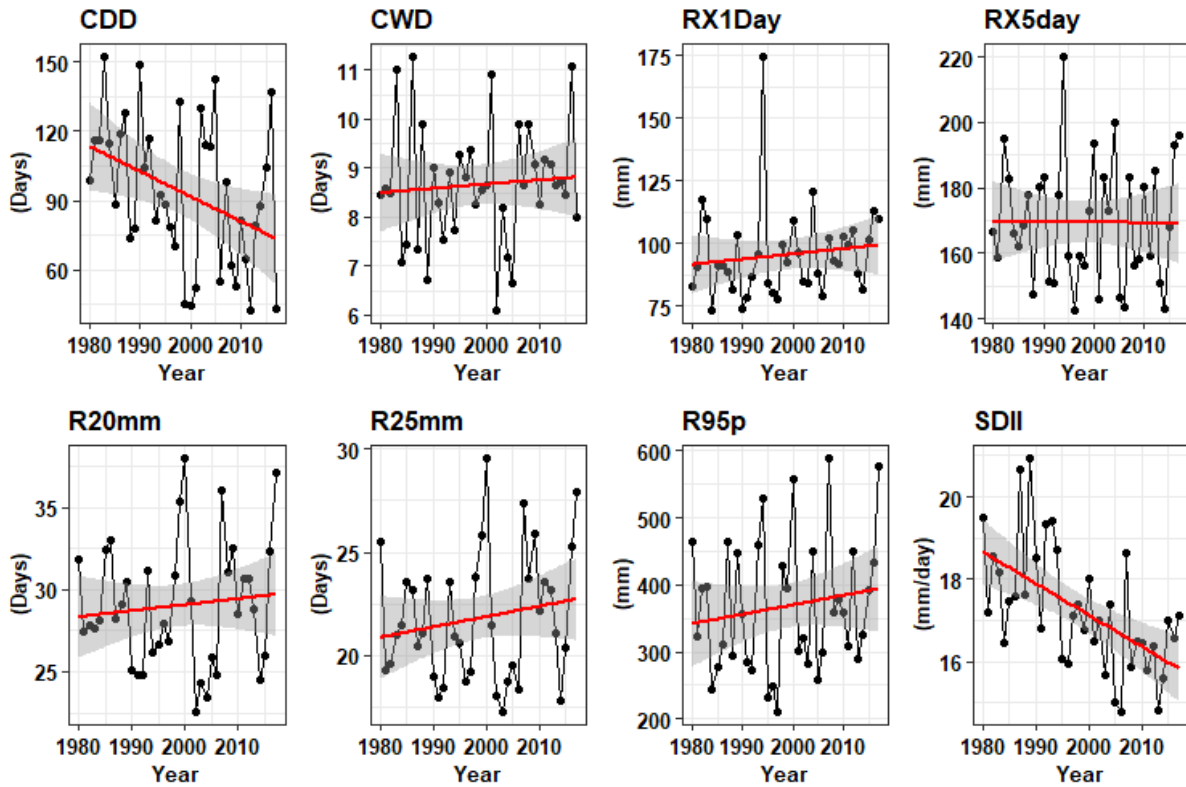 CDD
CWD
RX1Day
RX5day
(Days)
150
120
90
60
1980 1990 2000 2010
Year
(Days)
11
10
9
8
7
6
1980 1990 2000 2010
Year
(mm)
175
150
125
100
75
1980 1990 2000 2010
Year
(mm)
220
200
180
160
140
1980 1990 2000 2010
Year
R20mm
R25mm
R95p
SDII
(Days)
35
30
25
1980 1990 2000 2010
Year
(Days)
30
25
20
1980 1990 2000 2010
Year
(mm)
600
500
400
300
200
1980 1990 2000 2010
Year
(mm/day)
20
18
16
1980 1990 2000 2010
Year